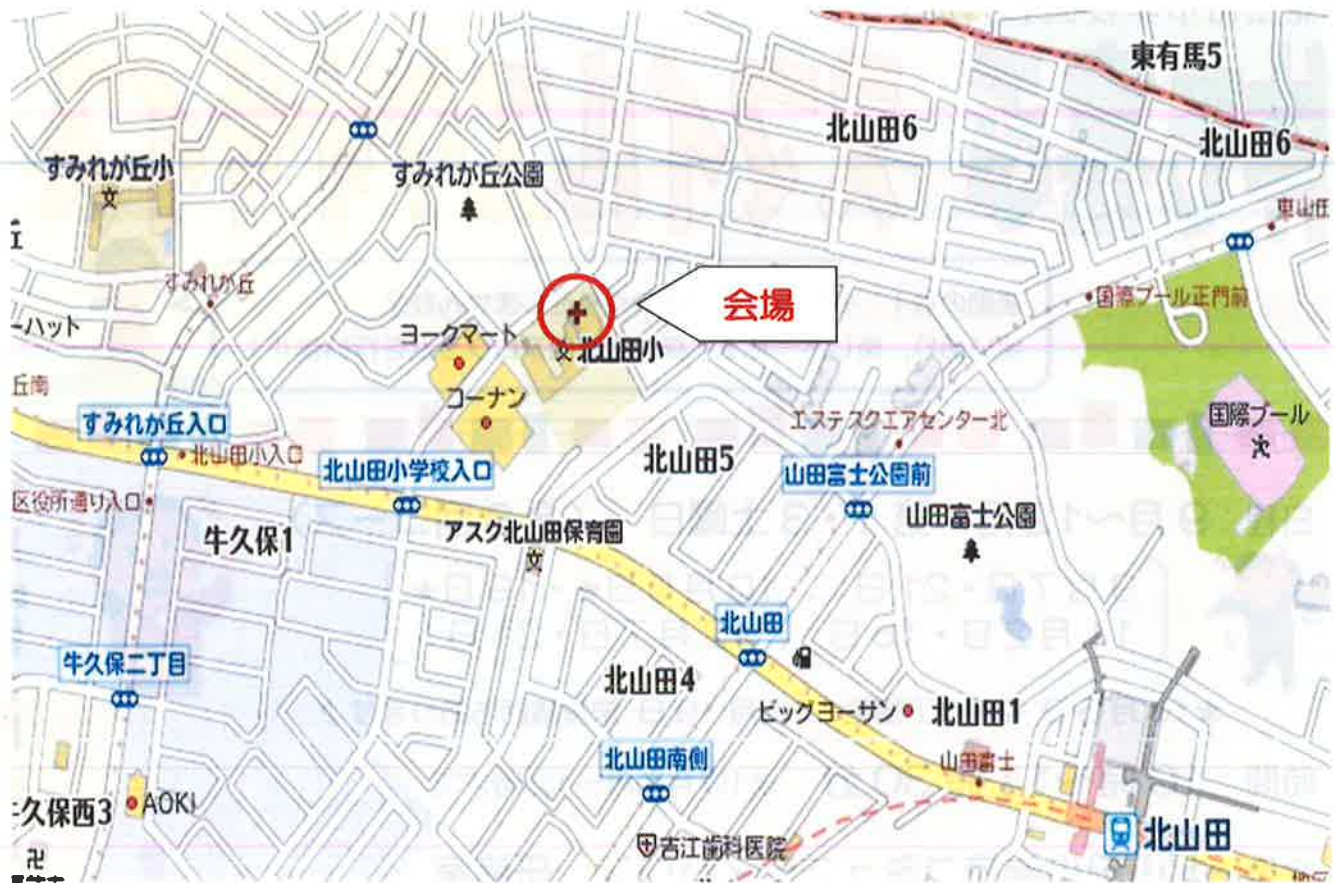 東有馬5
北山田6
北山田6
すみれが丘小
すみれが丘公園
すみれが丘
国際プール正門前
会場
ーハット
ヨークマート
北山田小
丘南
コーナン
すみれが丘入口
エステスクエアセンター北
国際プール
北山田小入口
北山田小学校入口
北山田5
山田富士公園前
区役所通り入口
牛久保1
アスク北山田保育園
山田富士公園
北山田
牛久保二丁目
北山田4
ビッグヨーサン
北山田1
北山田南側
山田富士
AOKI
久保西3
吉江歯科医院
北山田